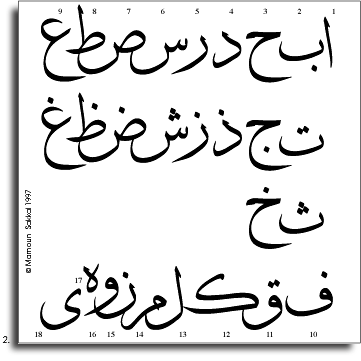 9 8 7 6 5 4 3 2 1
ا ب ح د ر س ص ط ع
ت ج ذ ز ش ض ظ غ
ث خ
© Mamoun Sakkal 1997
ف ق ك ل م ن و ه ى
17
18 16 15 14 13 12 11 10
2.